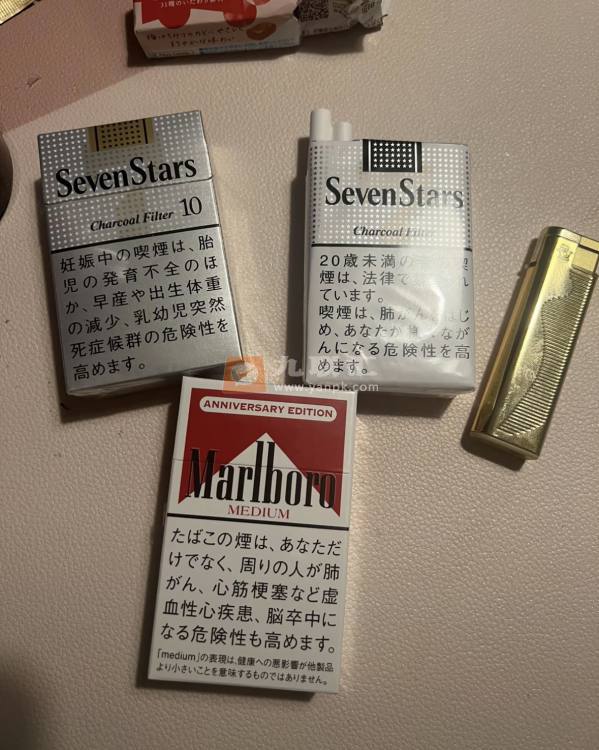 SevenStars
Charcoal Filter 10
妊娠中の喫煙は、胎
児の発育不全のほ
か、早産や出生体重
の減少、乳幼児突然
死症候群の危険性を
高めます。
SevenStars
Charcoal
20歳未満の
煙は、法律で
ています。
喫煙は、肺がん
め、あなたが
んになる危険性を高
めます。
www.yanpk.com
ANNIVERSARY EDITION
Marlboro
MEDIUM
たばこの煙は、あなただ
けでなく、周りの人が肺
がん、心筋梗塞など虚
血性心疾患、脳卒中に
なる危険性も高めます。
「medium」の表現は、健康への悪影響が他製品
より小さいことを意味するものではありません。